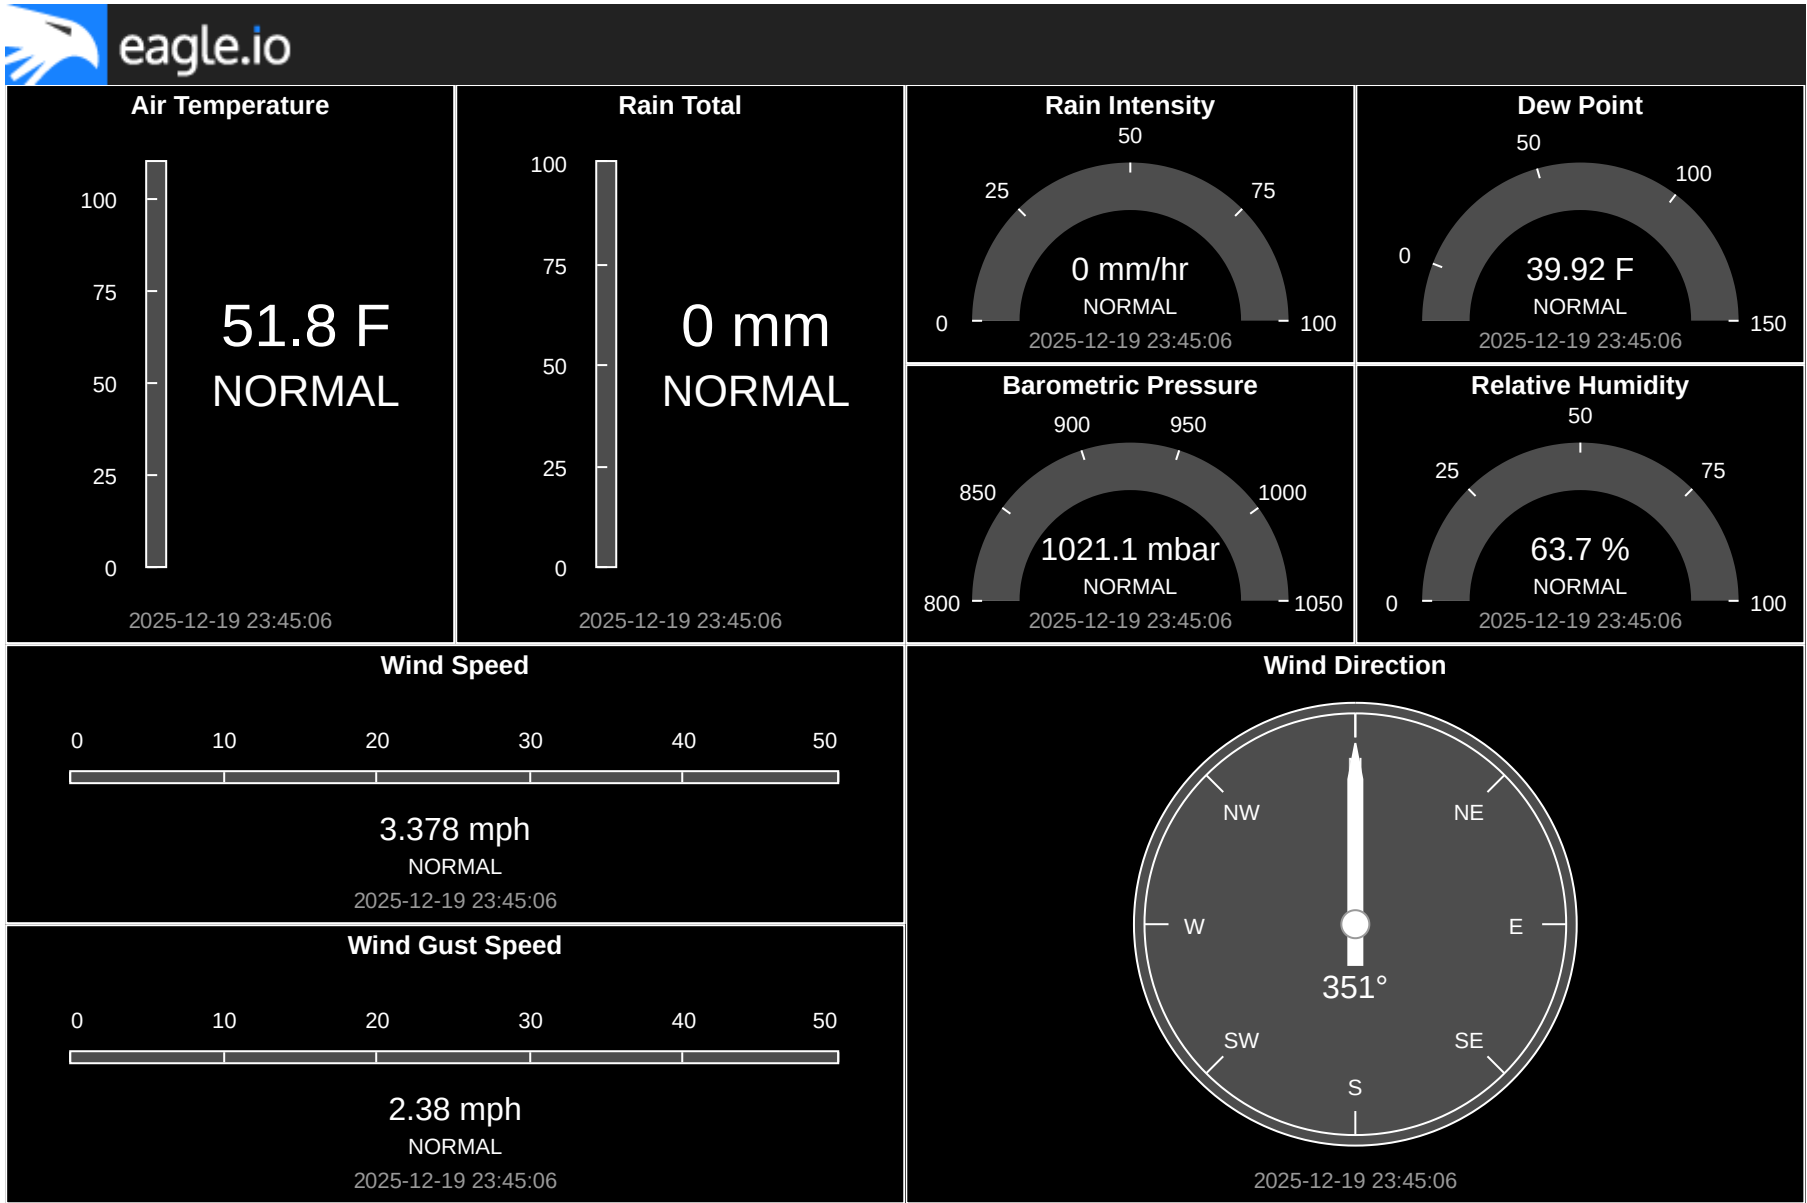 eagle.io
Air Temperature
100
75
50
25
0
51.8 F
NORMAL
2025-12-19 23:45:06
Rain Total
100
75
50
25
0
0 mm
NORMAL
2025-12-19 23:45:06
Rain Intensity
50
25
75
0
100
0 mm/hr
NORMAL
2025-12-19 23:45:06
Dew Point
50
100
0
150
39.92 F
NORMAL
2025-12-19 23:45:06
Barometric Pressure
900
950
850
1000
800
1050
1021.1 mbar
NORMAL
2025-12-19 23:45:06
Relative Humidity
50
25
75
0
100
63.7 %
NORMAL
2025-12-19 23:45:06
Wind Speed
0 10 20 30 40 50
3.378 mph
NORMAL
2025-12-19 23:45:06
Wind Gust Speed
0 10 20 30 40 50
2.38 mph
NORMAL
2025-12-19 23:45:06
Wind Direction
NW
NE
W
E
351°
SW
SE
S
2025-12-19 23:45:06